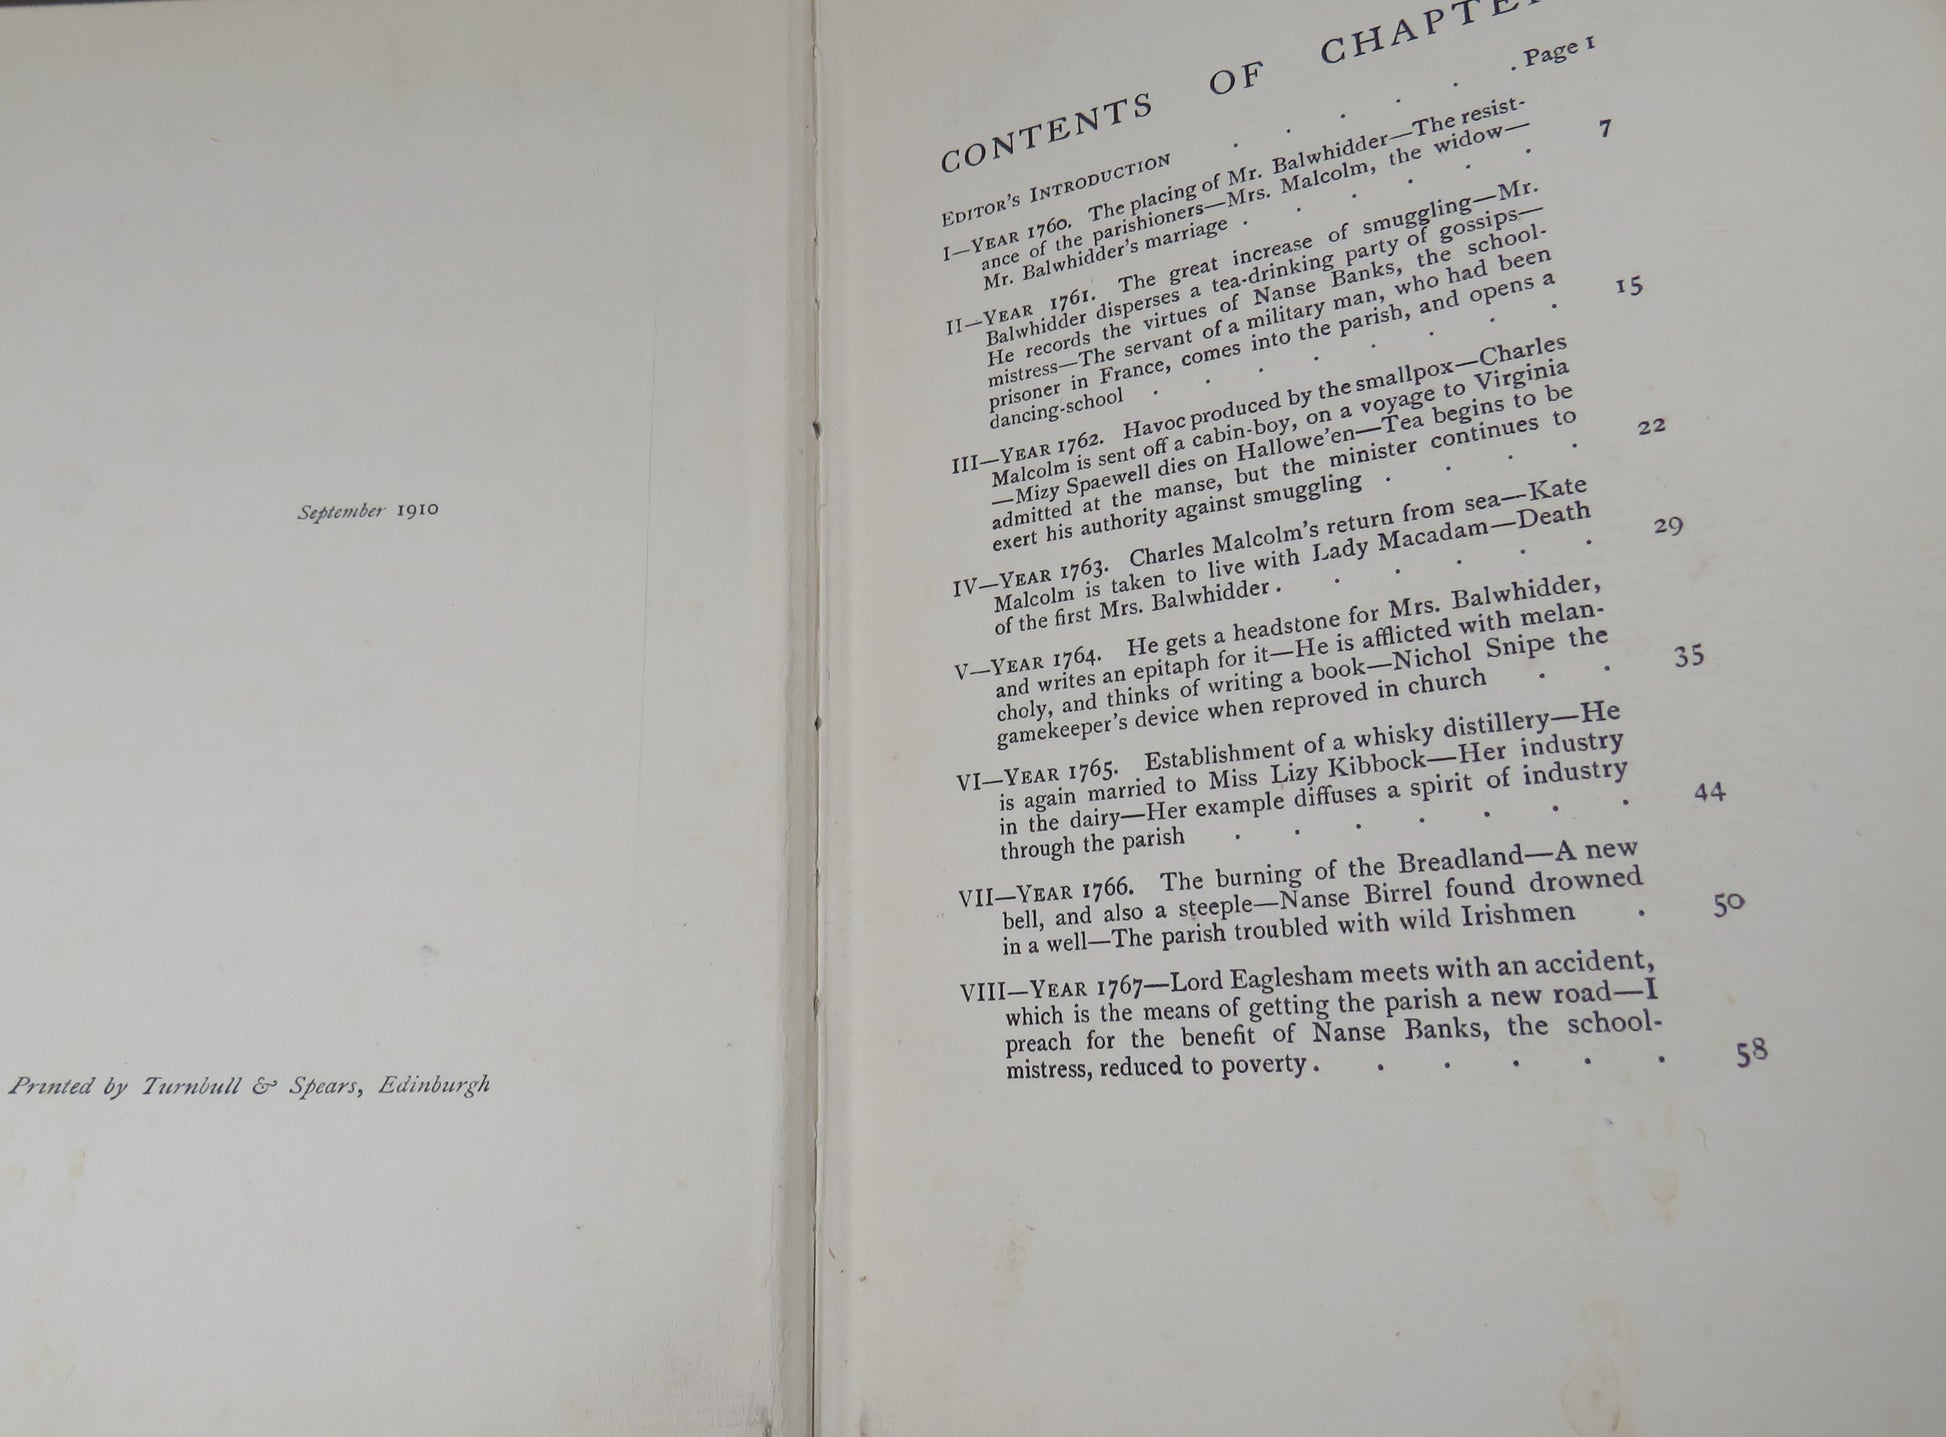 September 1910
Printed by Turnbull & Spears, Edinburgh
CONTENTS OF CHAPTER
EDITOR'S INTRODUCTION . . . . . . Page 1
I—YEAR 1760. The placing of Mr. Balwhidder—The resist-
ance of the parishioners—Mrs. Malcolm, the widow—
Mr. Balwhidder's marriage . . . . . . 7
II—YEAR 1761. The great increase of smuggling—Mr.
Balwhidder disperses a tea-drinking party of gossips—
He records the virtues of Nanse Banks, the school-
mistress—The servant of a military man, who had been
prisoner in France, comes into the parish, and opens a
dancing-school . . . . . . . . 15
III—YEAR 1762. Havoc produced by the smallpox—Charles
Malcolm is sent off a cabin-boy, on a voyage to Virginia
—Mizy Spaewell dies on Hallowe'en—Tea begins to be
admitted at the manse, but the minister continues to
exert his authority against smuggling . . . . 22
IV—YEAR 1763. Charles Malcolm's return from sea—Kate
Malcolm is taken to live with Lady Macadam—Death
of the first Mrs. Balwhidder . . . . . . 29
V—YEAR 1764. He gets a headstone for Mrs. Balwhidder,
and writes an epitaph for it—He is afflicted with melan-
choly, and thinks of writing a book—Nichol Snipe the
gamekeeper's device when reproved in church . . 35
VI—YEAR 1765. Establishment of a whisky distillery—He
is again married to Miss Lizy Kibbock—Her industry
in the dairy—Her example diffuses a spirit of industry
through the parish . . . . . . . 44
VII—YEAR 1766. The burning of the Breadland—A new
bell, and also a steeple—Nanse Birrel found drowned
in a well—The parish troubled with wild Irishmen . 50
VIII—YEAR 1767—Lord Eaglesham meets with an accident,
which is the means of getting the parish a new road—I
preach for the benefit of Nanse Banks, the school-
mistress, reduced to poverty . . . . . . 58